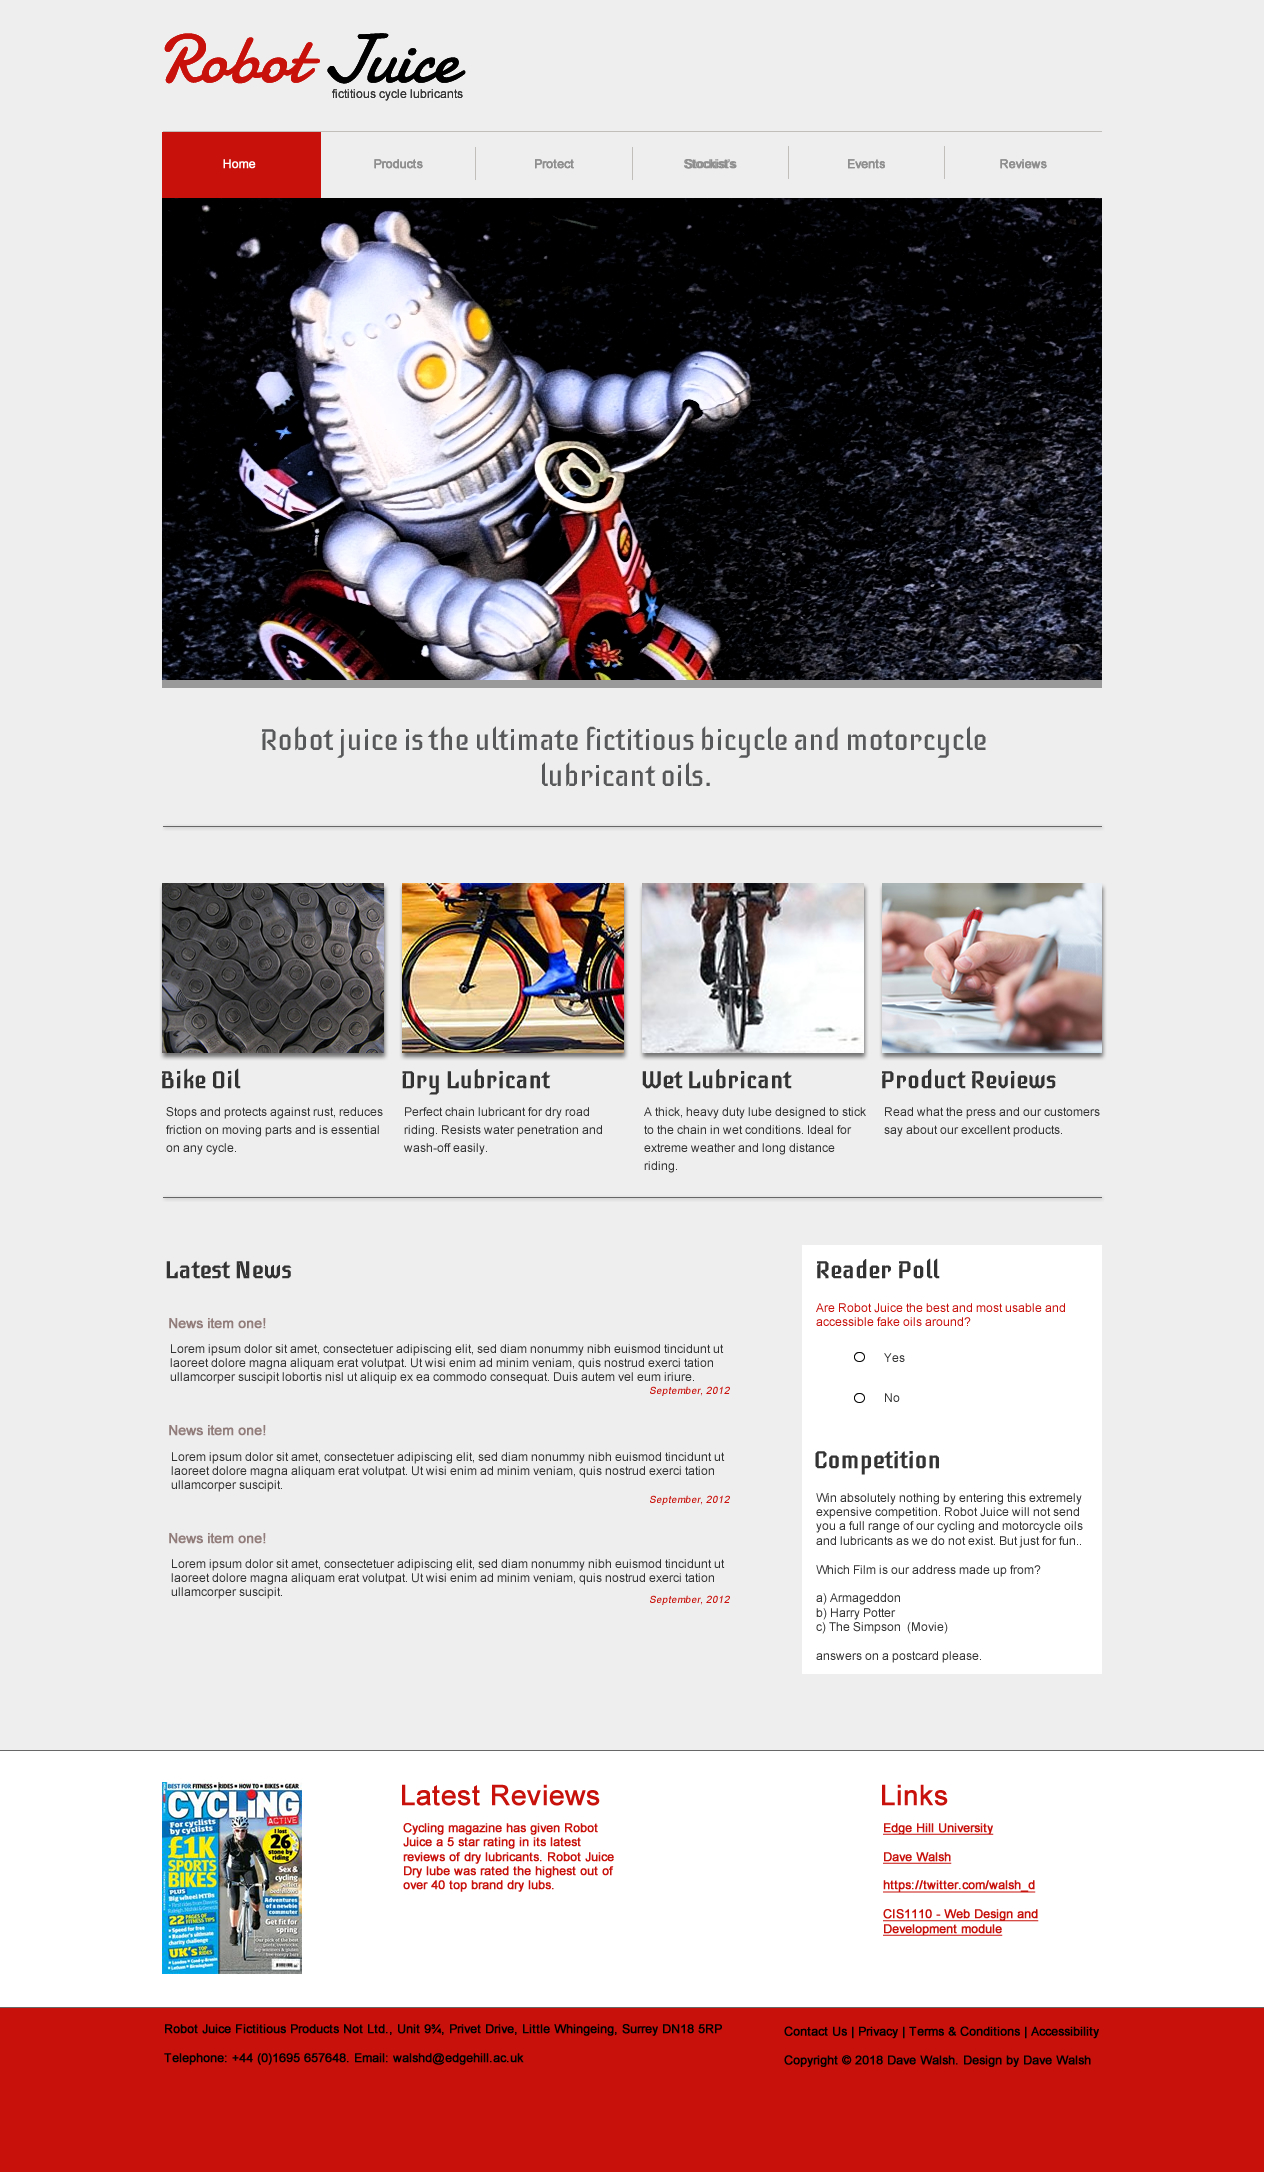 Robot Juice
fictitious cycle lubricants
Home
Products
Protect
Events
Reviews
@
Robot juice is the ultimate fictitious bicycle and motorcycle
lubricant oils.
Bike Oil
Stops and protects against rust, reduces
friction on moving parts and is essential
on any cycle.
Dry Lubricant
Perfect chain lubricant for dry road
riding. Resists water penetration and
wash-off easily.
Wet Lubricant
A thick, heavy duty lube designed to stick
to the chain in wet conditions. Ideal for
extreme weather and long distance
riding.
Product Reviews
Read what the press and our customers
say about our excellent products.
Latest News
News item one!
Lorem ipsum dolor sit amet, consectetuer adipiscing elit, sed diam nonummy nibh euismod tincidunt ut
laoreet dolore magna aliquam erat volutpat. Ut wisi enim ad minim veniam, quis nostrud exerci tation
ullamcorper suscipit lobortis nisl ut aliquip ex ea commodo consequat. Duis autem vel eum iriure.
September, 2012
News item one!
Lorem ipsum dolor sit amet, consectetuer adipiscing elit, sed diam nonummy nibh euismod tincidunt ut
laoreet dolore magna aliquam erat volutpat. Ut wisi enim ad minim veniam, quis nostrud exerci tation
ullamcorper suscipit.
September, 2012
News item one!
Lorem ipsum dolor sit amet, consectetuer adipiscing elit, sed diam nonummy nibh euismod tincidunt ut
laoreet dolore magna aliquam erat volutpat. Ut wisi enim ad minim veniam, quis nostrud exerci tation
ullamcorper suscipit.
September, 2012
Reader Poll
Are Robot Juice the best and most usable and
accessible fake oils around?
Yes
No
Competition
Win absolutely nothing by entering this extremely
expensive competition. Robot Juice will not send
you a full range of our cycling and motorcycle oils
and lubricants as we do not exist. But just for fun..
Which Film is our address made up from?
a) Armageddon
b) Harry Potter
c) The Simpson (Movie)
answers on a postcard please.
BEST FOR FITNESS • RIDES • HOW TO • BIKES • GEAR
CYCLING
ACTIVE
For cyclists
by cyclists
£1K
SPORTS
BIKES
PLUS
Big wheel MTBs
I lost
26
stone by
riding
Sex &
cycling
Adventures
of a newbie
commuter
22 PAGES OF
FITNESS TIPS
Get fit for
spring
UK's TOP
RIDES
Latest Reviews
Cycling magazine has given Robot
Juice a 5 star rating in its latest
reviews of dry lubricants. Robot Juice
Dry lube was rated the highest out of
over 40 top brand dry lubs.
Links
Edge Hill University
Dave Walsh
https://twitter.com/walsh_d
CIS1110 - Web Design and
Development module
Robot Juice Fictitious Products Not Ltd., Unit 9¾, Privet Drive, Little Whingeing, Surrey DN18 5RP
Telephone: +44 (0)1695 657648. Email: walshd@edgehill.ac.uk
Contact Us | Privacy | Terms & Conditions | Accessibility
Copyright © 2018 Dave Walsh. Design by Dave Walsh